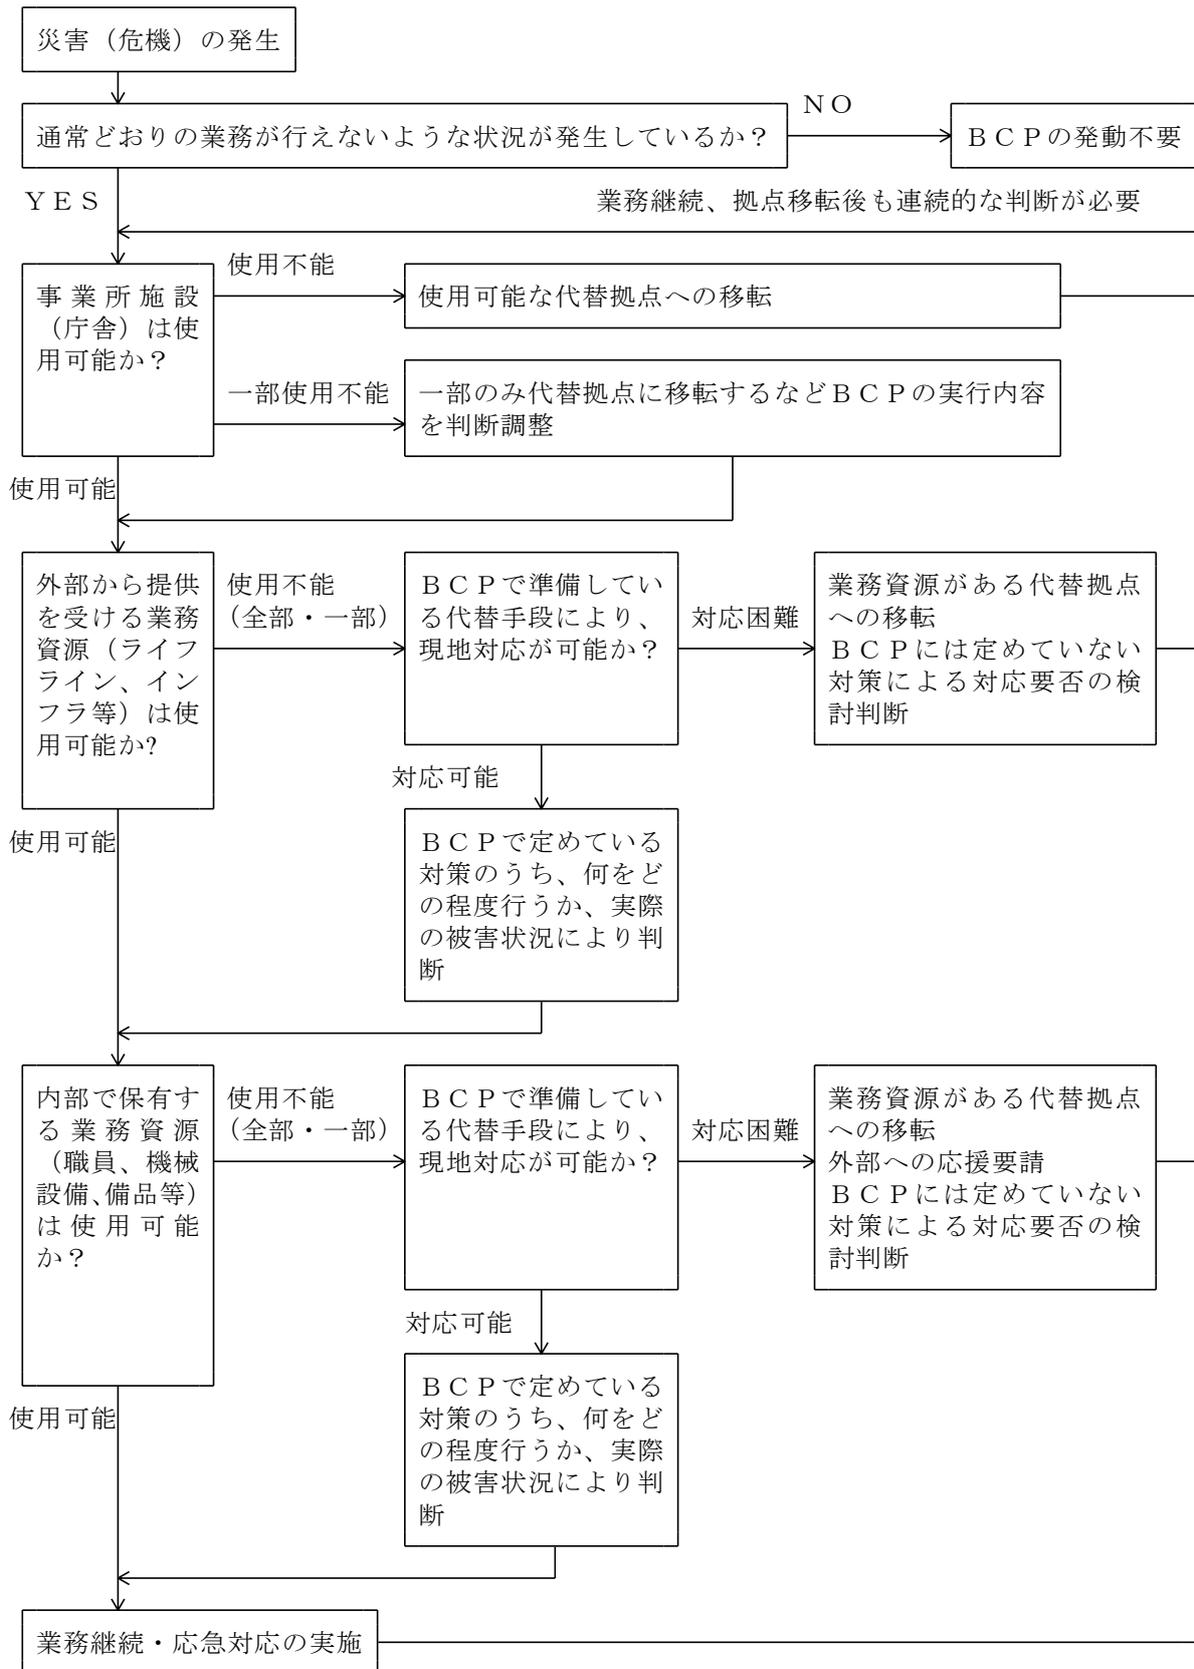 災害（危機）の発生
通常どおりの業務が行えないような状況が発生しているか？
ＮＯ
ＢＣＰの発動不要
ＹＥＳ
業務継続、拠点移転後も連続的な判断が必要
事業所施設
（庁舎）は使
用可能か？
使用不能
使用可能な代替拠点への移転
一部使用不能
一部のみ代替拠点に移転するなどＢＣＰの実行内容
を判断調整
使用可能
外部から提供
を受ける業務
資源（ライフ
ライン、イン
フラ等）は使
用可能か?
使用不能
（全部・一部）
ＢＣＰで準備してい
る代替手段により、
現地対応が可能か？
対応困難
業務資源がある代替拠点
への移転
ＢＣＰには定めていない
対策による対応要否の検
討判断
対応可能
使用可能
ＢＣＰで定めている
対策のうち、何をど
の程度行うか、実際
の被害状況により判
断
内部で保有す
る業務資源
（職員、機械
設備、備品等）
は使用可能
か？
使用不能
（全部・一部）
ＢＣＰで準備してい
る代替手段により、
現地対応が可能か？
対応困難
業務資源がある代替拠点
への移転
外部への応援要請
ＢＣＰには定めていない
対策による対応要否の検
討判断
対応可能
使用可能
ＢＣＰで定めている
対策のうち、何をど
の程度行うか、実際
の被害状況により判
断
業務継続・応急対応の実施